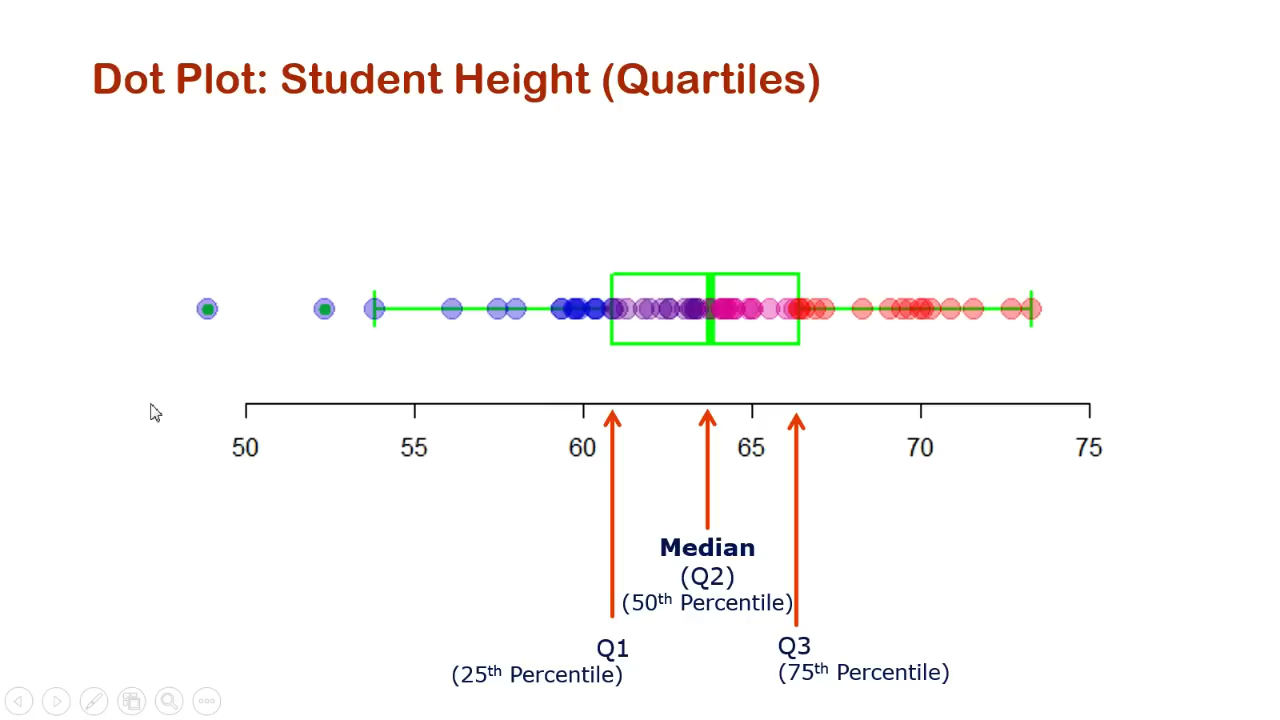 Dot Plot: Student Height (Quartiles)
50 55 60 65 70 75
Median
(Q2)
(50th Percentile)
Q1
(25th Percentile)
Q3
(75th Percentile)